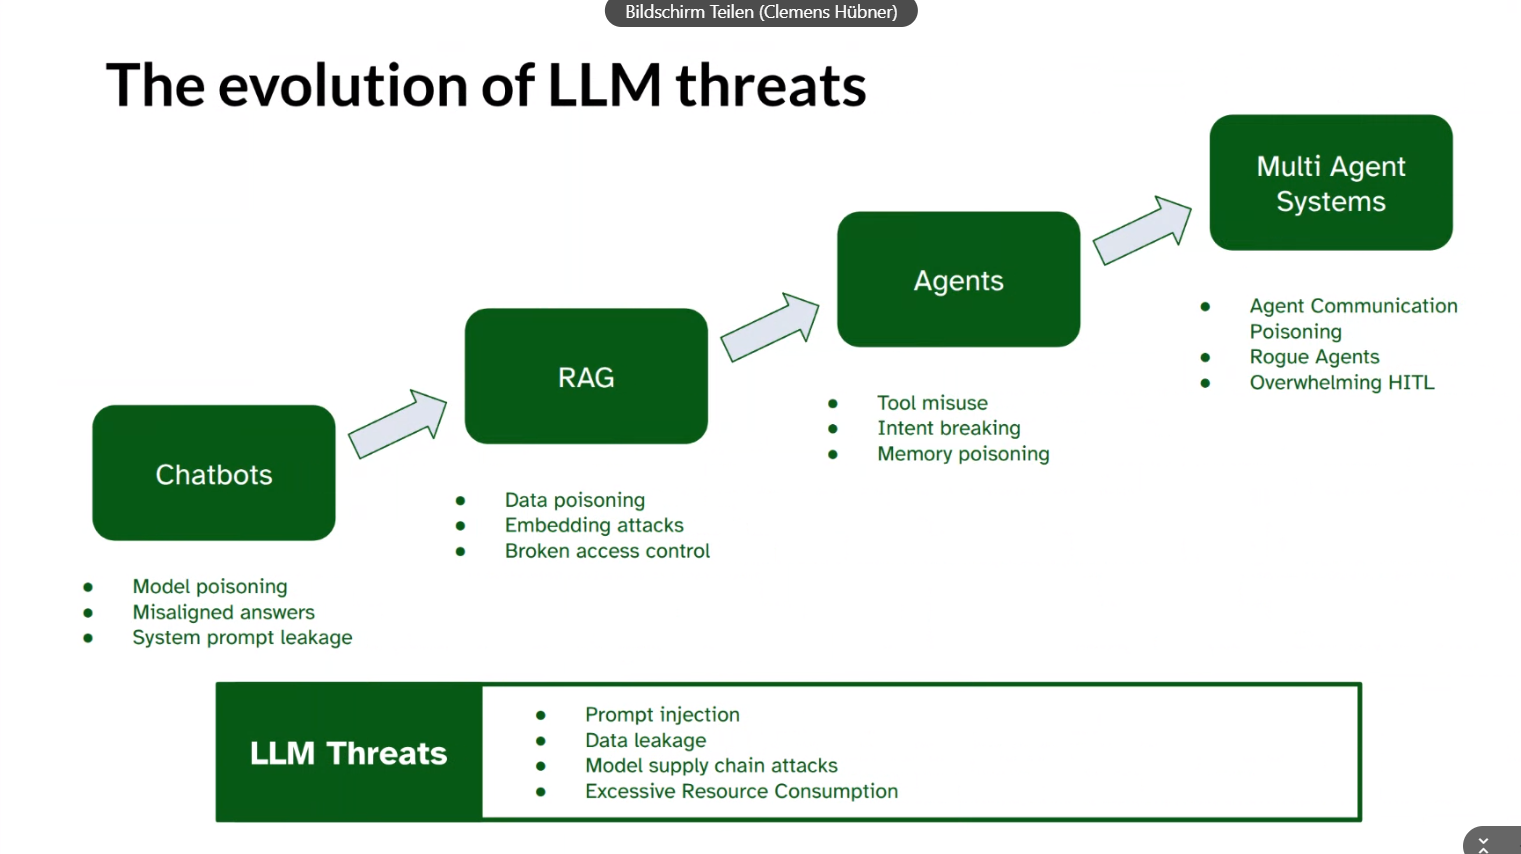 Bildschirm Teilen (Clemens Hübner)
The evolution of LLM threats
Chatbots
● Model poisoning
● Misaligned answers
● System prompt leakage
RAG
● Data poisoning
● Embedding attacks
● Broken access control
Agents
● Tool misuse
● Intent breaking
● Memory poisoning
Multi Agent
Systems
● Agent Communication
Poisoning
● Rogue Agents
● Overwhelming HITL
LLM Threats
● Prompt injection
● Data leakage
● Model supply chain attacks
● Excessive Resource Consumption